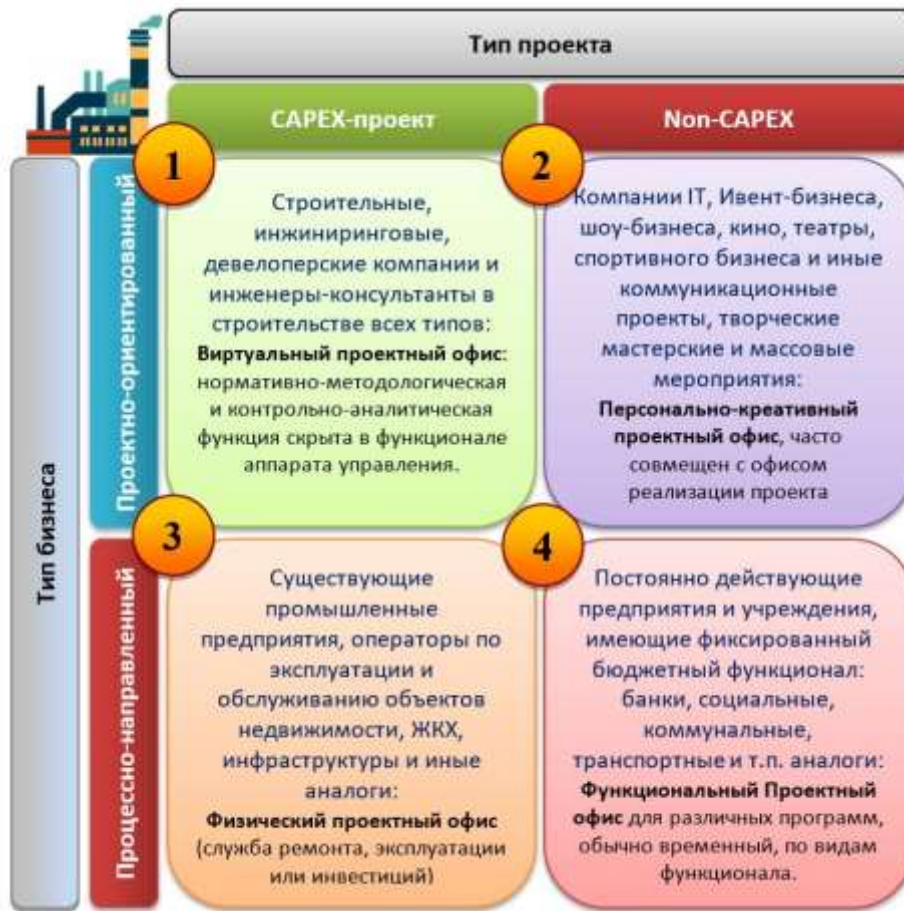 Тип проекта
CAPEX-проект
Non-CAPEX
Тип бизнеса
Проектно-ориентированный
1
Строительные,
инжиниринговые,
девелоперские компании и
инженеры-консультанты в
строительстве всех типов:
Виртуальный проектный офис:
нормативно-методологическая
и контрольно-аналитическая
функция скрыта в функционале
аппарата управления.
2
Компании IT, Ивент-бизнеса,
шоу-бизнеса, кино, театры,
спортивного бизнеса и иные
коммуникационные
проекты, творческие
мастерские и массовые
мероприятия:
Персонально-креативный
проектный офис, часто
совмещен с офисом
реализации проекта
Процессно-направленный
3
Существующие
промышленные
предприятия, операторы по
эксплуатации и
обслуживанию объектов
недвижимости, ЖКХ,
инфраструктуры и иные
аналоги:
Физический проектный офис
(служба ремонта, эксплуатации
или инвестиций)
4
Постоянно действующие
предприятия и учреждения,
имеющие фиксированный
бюджетный функционал:
банки, социальные,
коммунальные,
транспортные и т.п. аналоги:
Функциональный Проектный
офис для различных программ,
обычно временный, по видам
функционала.